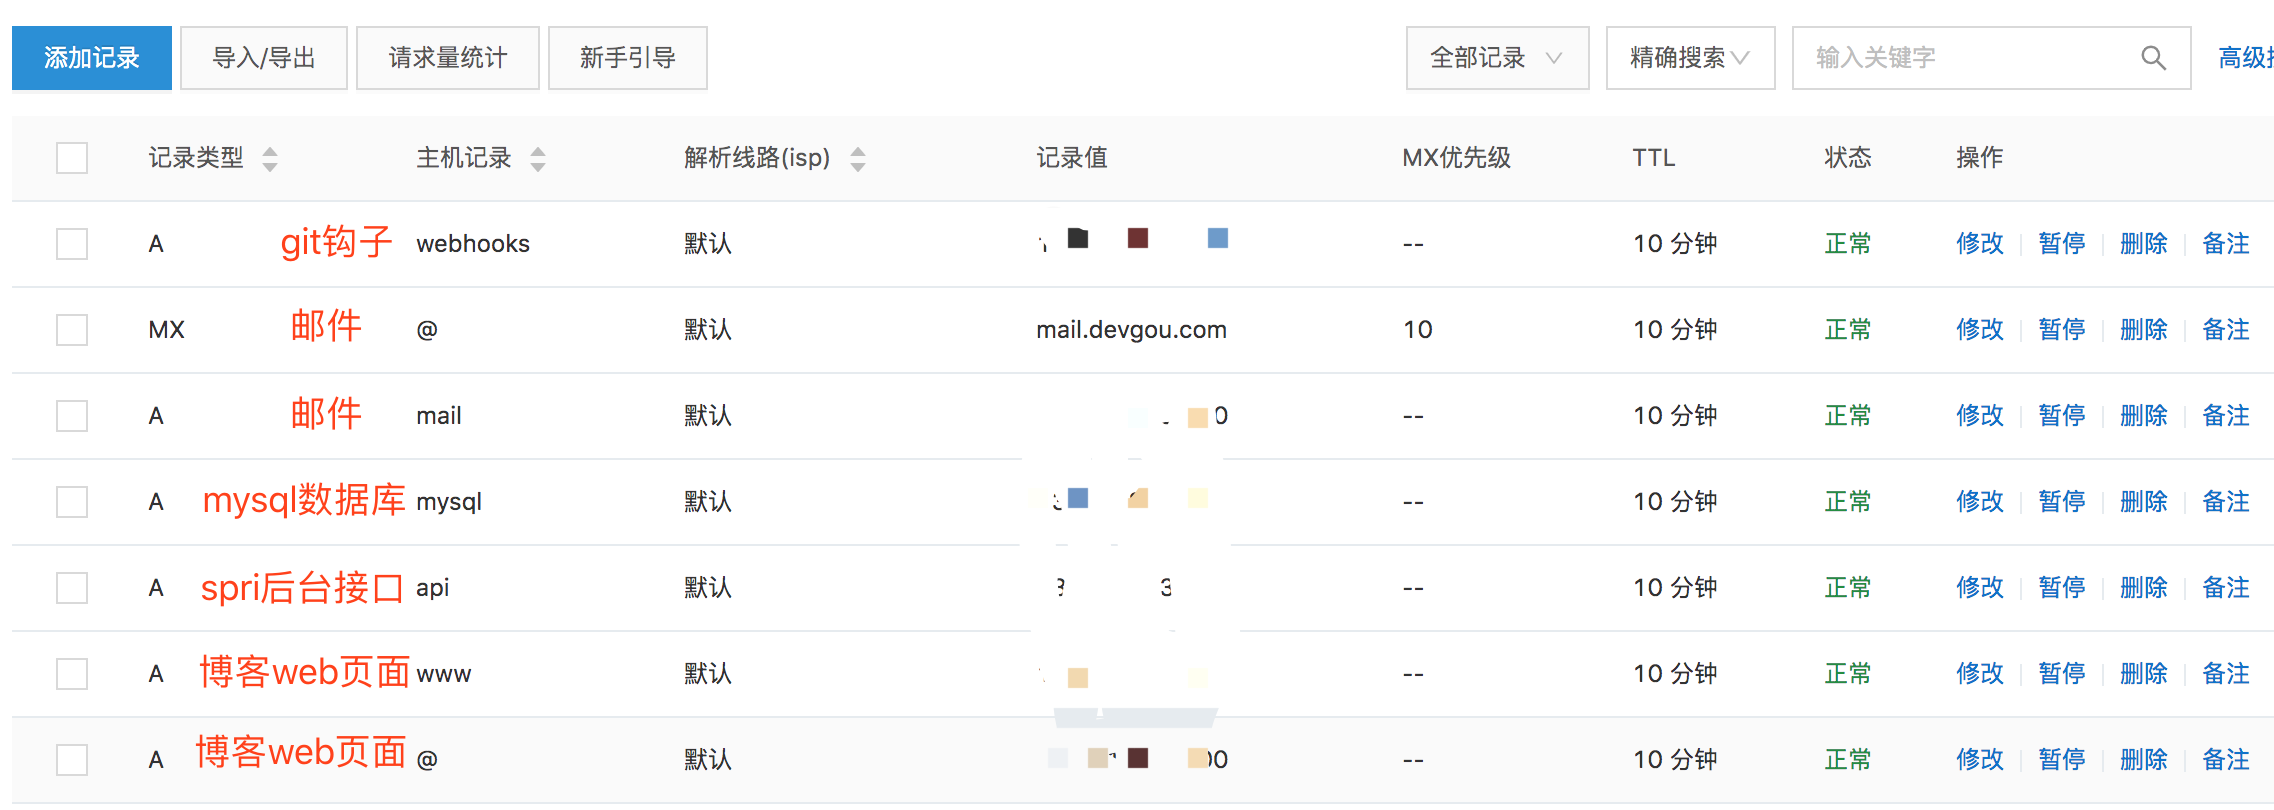 添加记录 导入/导出 请求量统计 新手引导 全部记录 精确搜索 输入关键字 高级
记录类型 主机记录 解析线路(isp) 记录值 MX优先级 TTL 状态 操作
A git钩子 webhooks 默认 -- 10 分钟 正常 修改 暂停 删除 备注
MX 邮件 @ 默认 mail.devgou.com 10 10 分钟 正常 修改 暂停 删除 备注
A 邮件 mail 默认 0 -- 10 分钟 正常 修改 暂停 删除 备注
A mysql数据库 mysql 默认 -- 10 分钟 正常 修改 暂停 删除 备注
A spri后台接口 api 默认 3 -- 10 分钟 正常 修改 暂停 删除 备注
A 博客web页面 www 默认 -- 10 分钟 正常 修改 暂停 删除 备注
A 博客web页面 @ 默认 00 -- 10 分钟 正常 修改 暂停 删除 备注